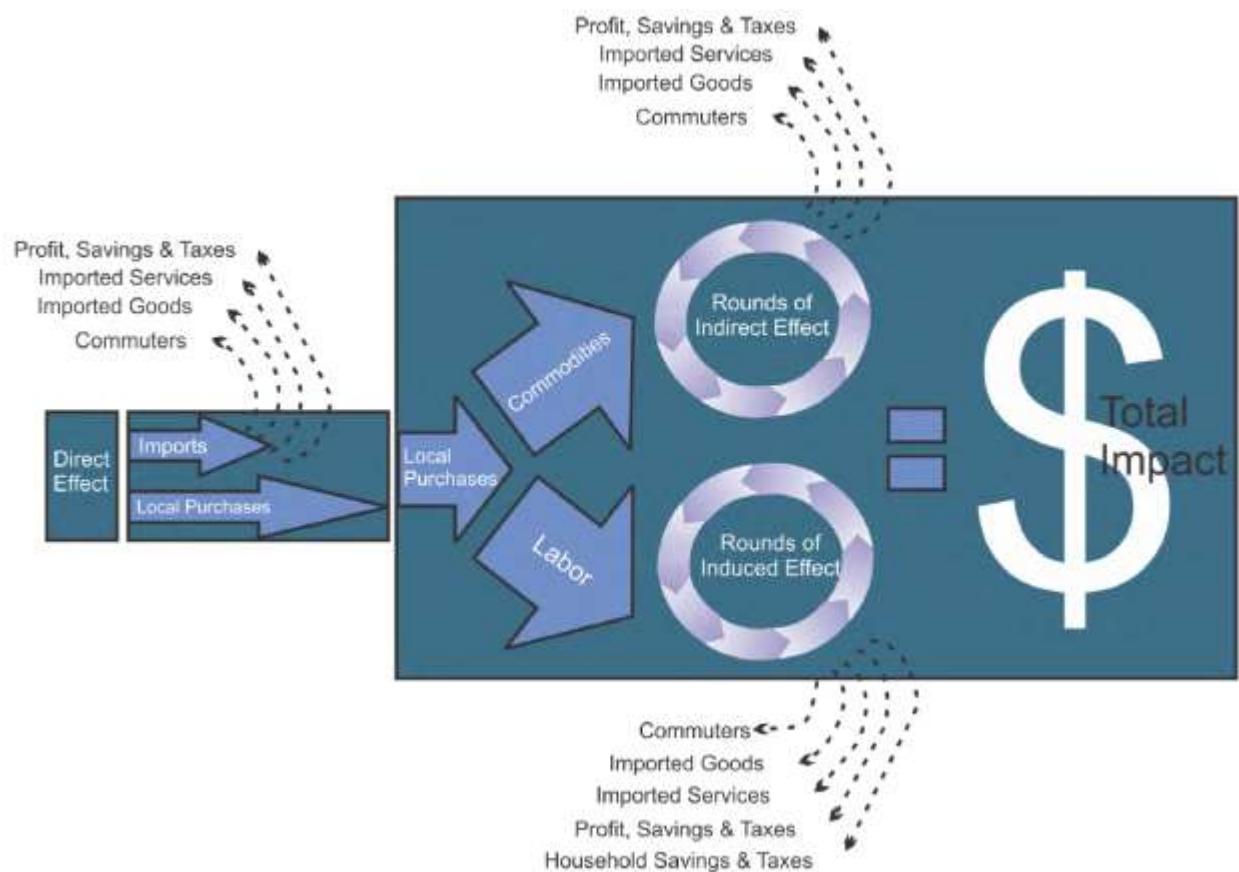 Profit, Savings & Taxes
Imported Services
Imported Goods
Commuters
Profit, Savings & Taxes
Imported Services
Imported Goods
Commuters
Direct
Effect
Imports
Local Purchases
Local
Purchases
Commodities
Labor
Rounds of
Indirect Effect
Rounds of
Induced Effect
$
Total
Impact
Commuters
Imported Goods
Imported Services
Profit, Savings & Taxes
Household Savings & Taxes